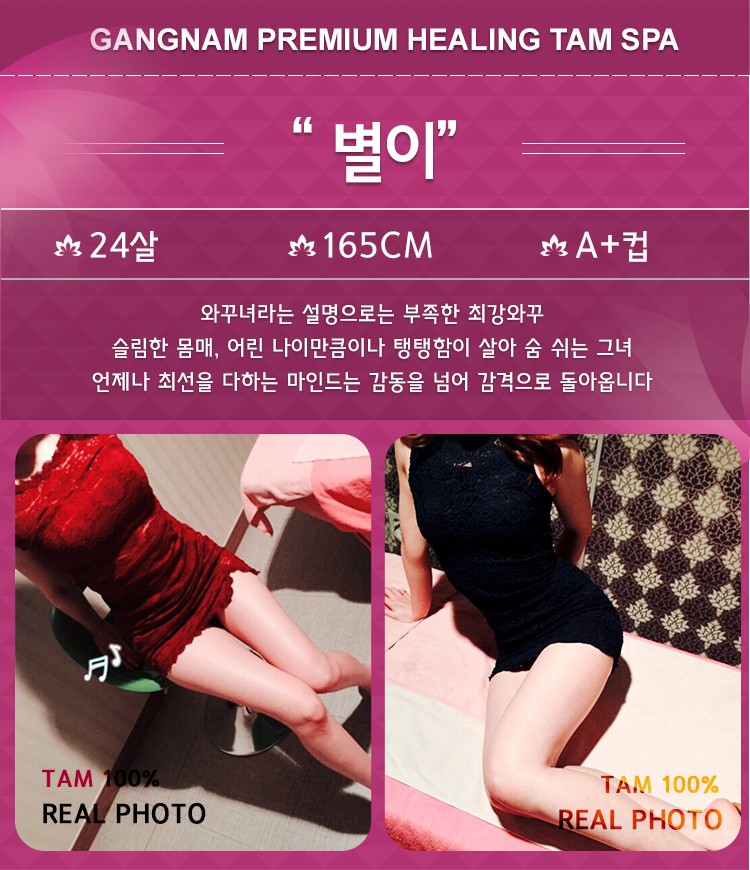 GANGNAM PREMIUM HEALING TAM SPA
“ 별이”
24살
165CM
A+컵
와꾸녀라는 설명으로는 부족한 최강와꾸
슬림한 몸매, 어린 나이만큼이나 탱탱함이 살아 숨 쉬는 그녀
언제나 최선을 다하는 마인드는 감동을 넘어 감격으로 돌아옵니다
TAM 100%
REAL PHOTO
TAM 100%
REAL PHOTO